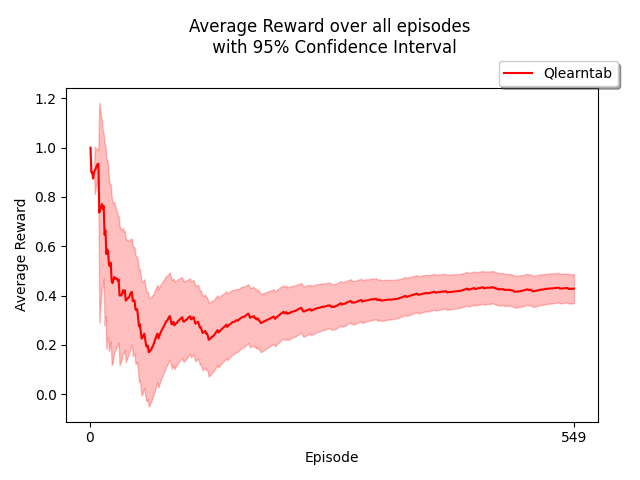 Average Reward over all episodes
with 95% Confidence Interval
Qlearntab
1.2
1.0
0.8
0.6
0.4
0.2
0.0
Average Reward
0
549
Episode